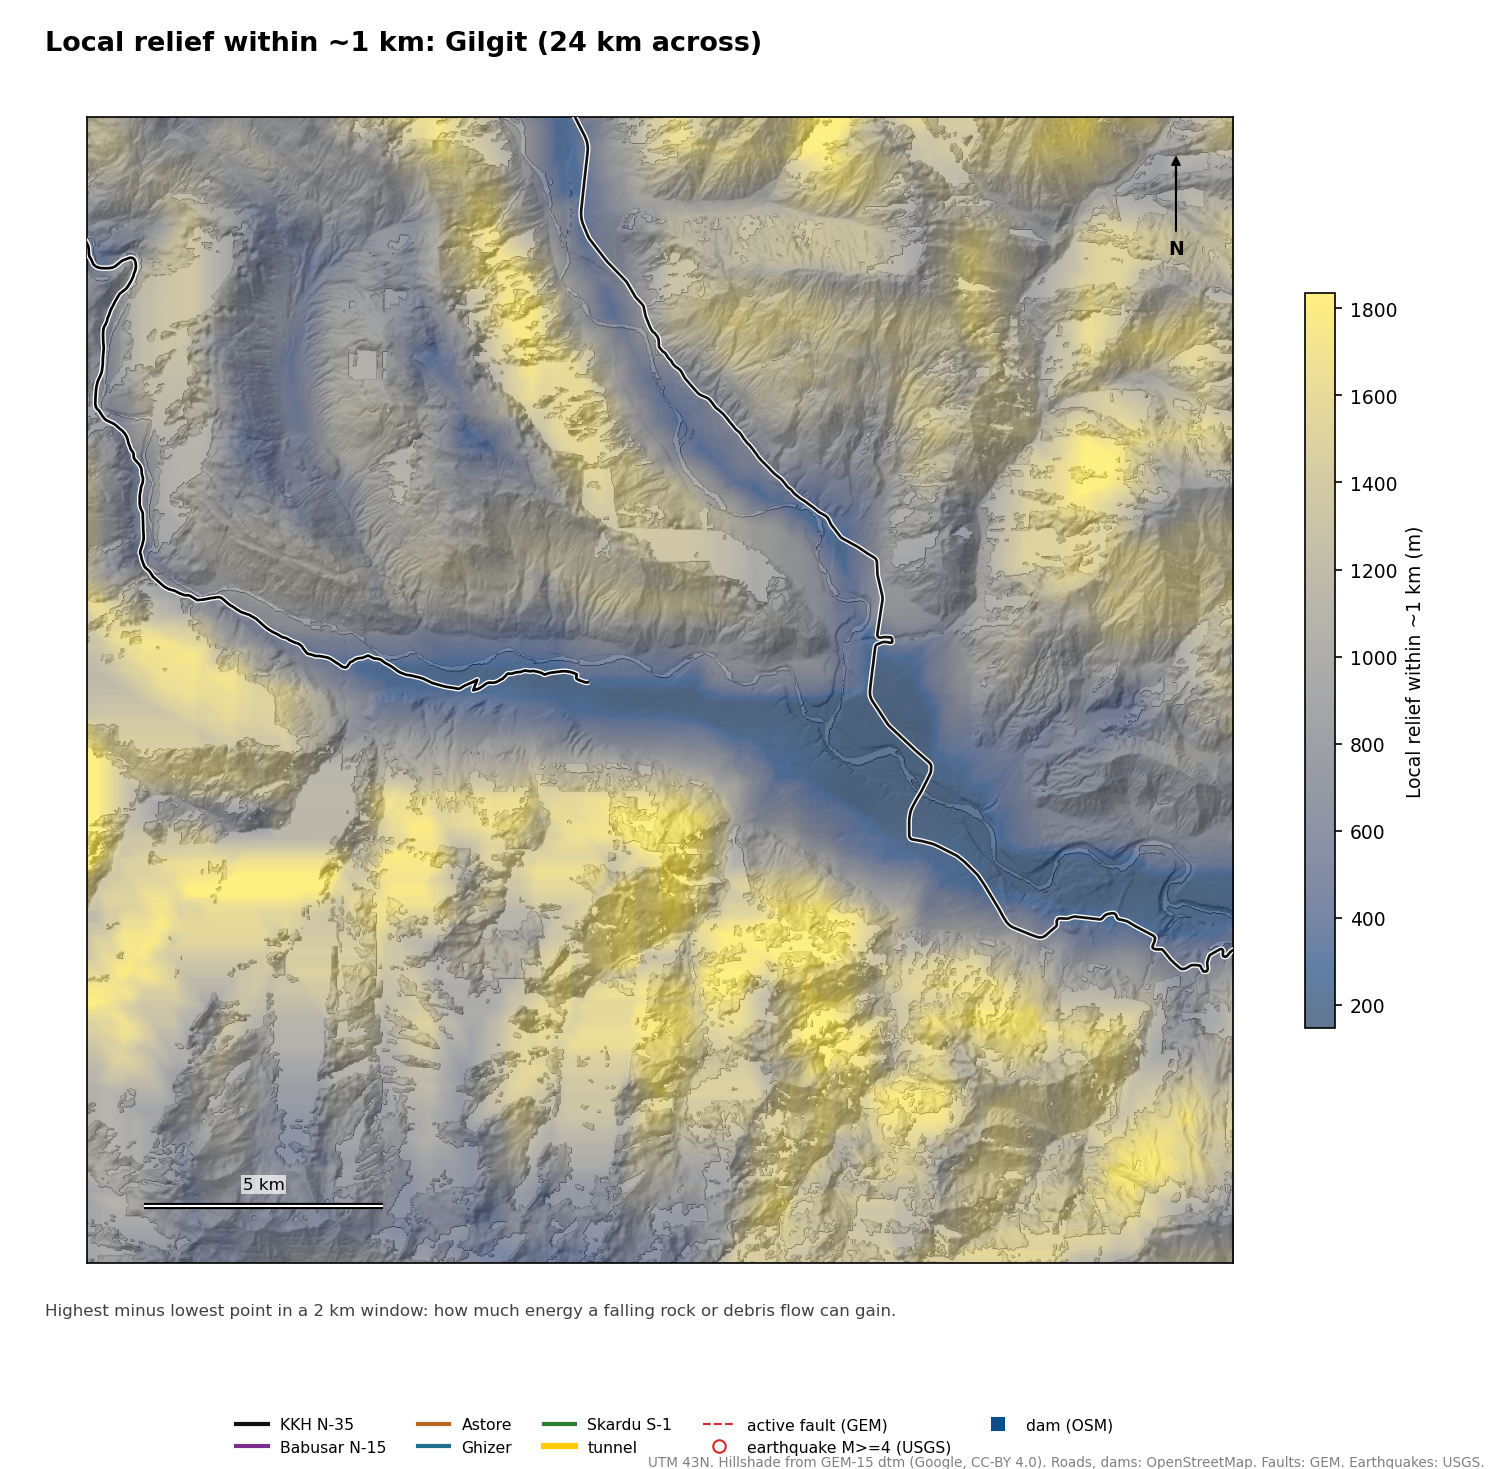 Local relief within ~1 km: Gilgit (24 km across)
N
1800
1600
1400
1200
1000
800
600
400
200
Local relief within ~1 km (m)
5 km
Highest minus lowest point in a 2 km window: how much energy a falling rock or debris flow can gain.
KKH N-35
Babusar N-15
Astore
Ghizer
Skardu S-1
tunnel
active fault (GEM)
earthquake M>=4 (USGS)
dam (OSM)
UTM 43N. Hillshade from GEM-15 dtm (Google, CC-BY 4.0). Roads, dams: OpenStreetMap. Faults: GEM. Earthquakes: USGS.